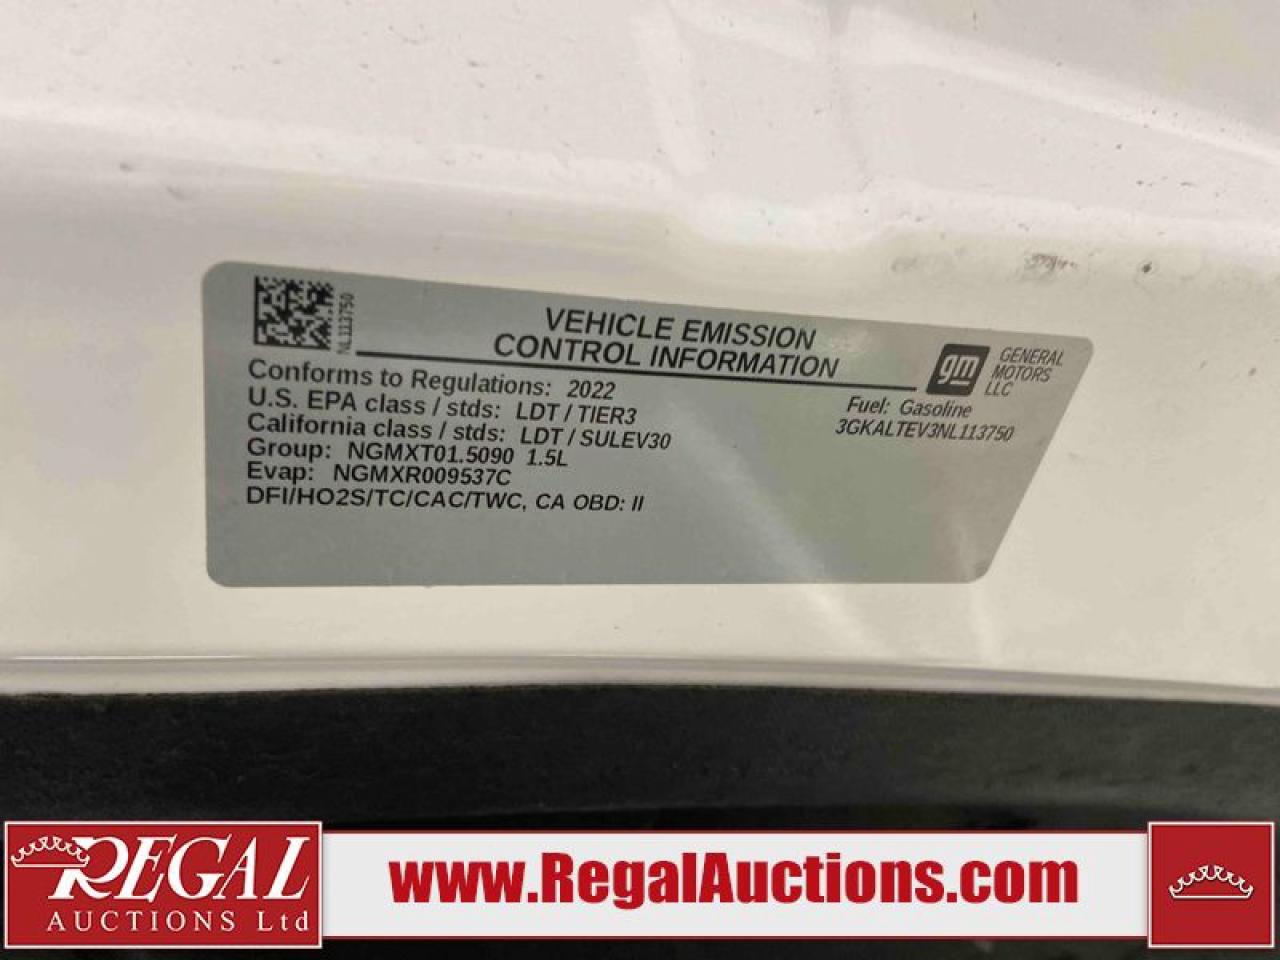 NL113750
VEHICLE EMISSION
CONTROL INFORMATION
gm
GENERAL
MOTORS
LLC
Conforms to Regulations: 2022
U.S. EPA class / stds: LDT / TIER3
California class / stds: LDT / SULEV30
Group: NGMXT01.5090 1.5L
Evap: NGMXR009537C
DFI/HO2S/TC/CAC/TWC, CA OBD: II
Fuel: Gasoline
3GKALTEV3NL113750
REGAL
AUCTIONS Ltd
www.RegalAuctions.com